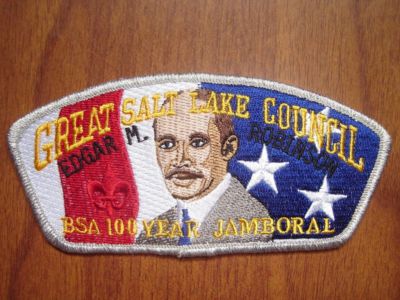 GREAT SALT LAKE COUNCIL
EDGAR M. ROBINSON
BSA 100 YEAR JAMBORAL